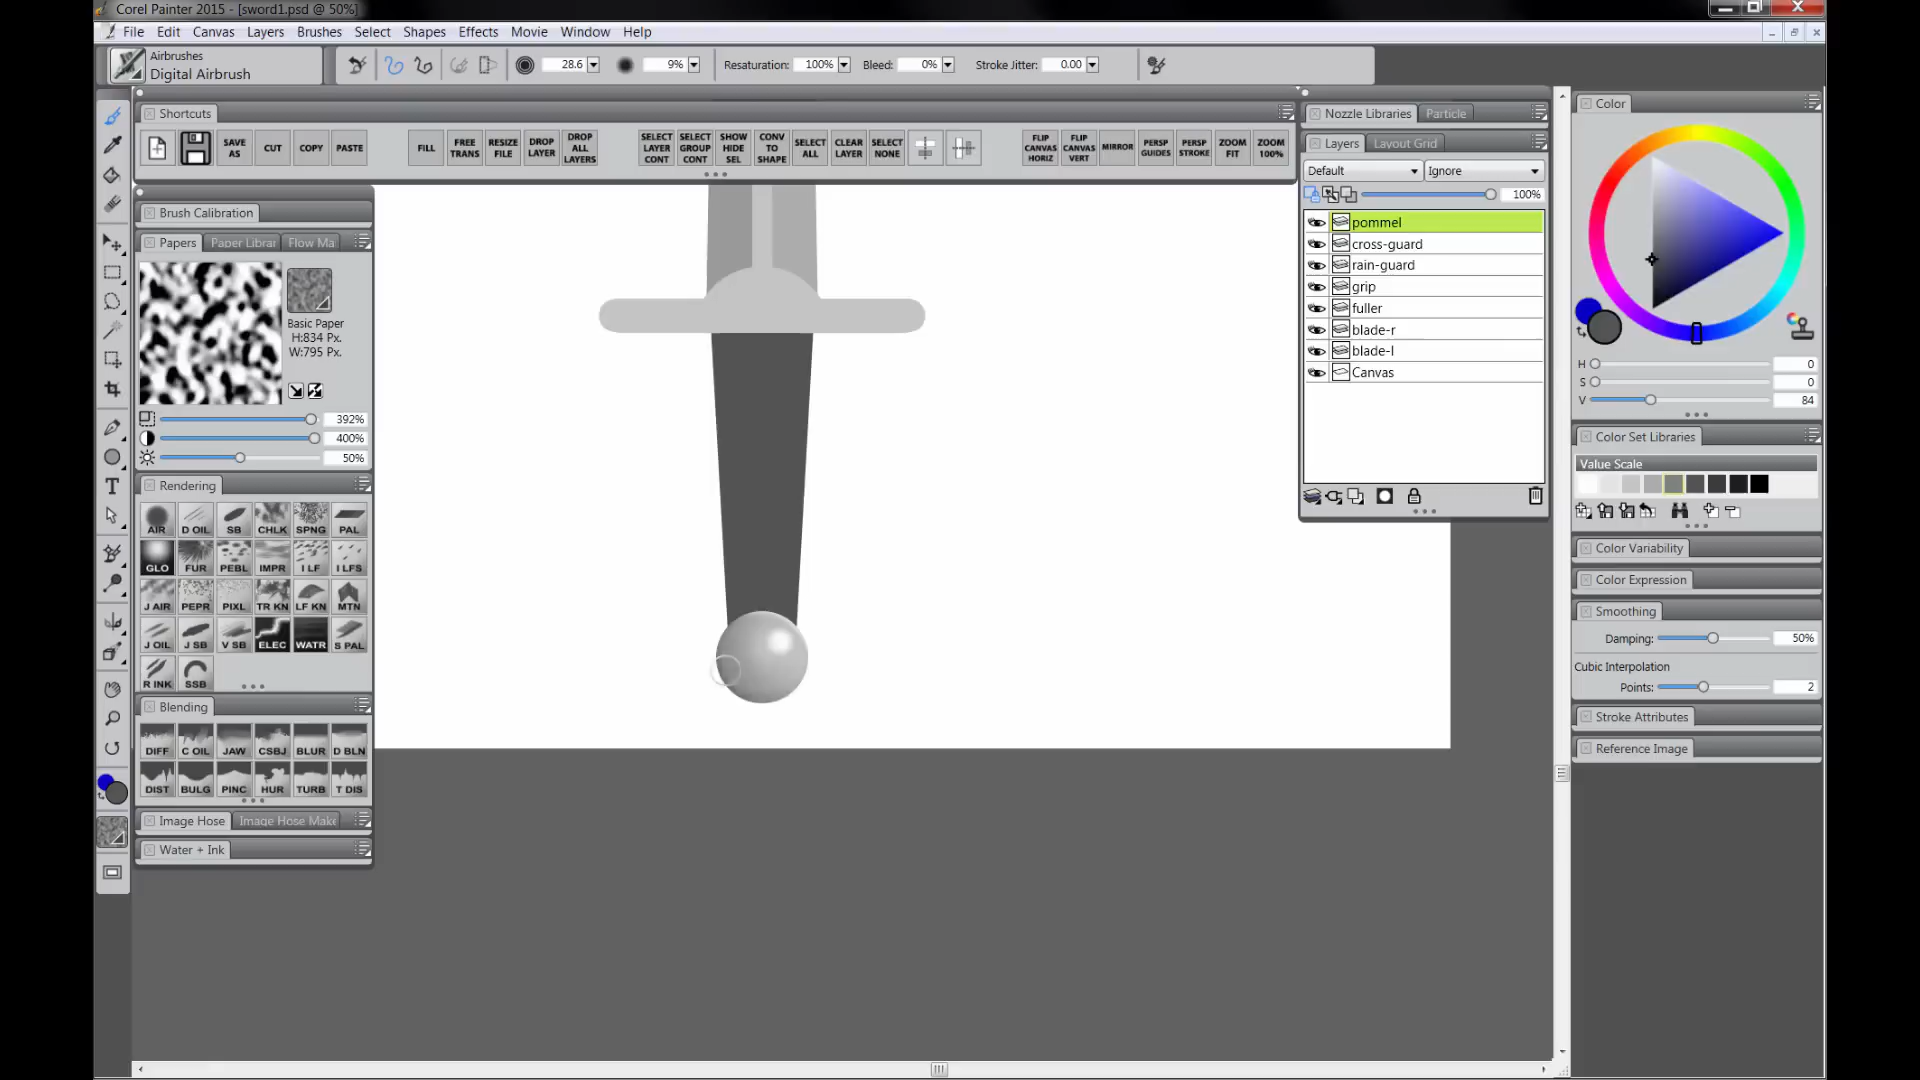 Corel Painter 2015 - [sword1.psd @ 50%]
File Edit Canvas Layers Brushes Select Shapes Effects Movie Window Help
Airbrushes
Digital Airbrush
28.6 9% Resaturation: 100% Bleed: 0% Stroke Jitter: 0.00
Shortcuts
SAVE AS CUT COPY PASTE FILL FREE TRANS RESIZE FILE DROP LAYER DROP ALL LAYERS SELECT LAYER CONT SELECT GROUP CONT SHOW HIDE SEL CONV TO SHAPE SELECT ALL CLEAR LAYER SELECT NONE FLIP CANVAS HORIZ FLIP CANVAS VERT MIRROR PERSP GUIDES PERSP STROKE ZOOM FIT ZOOM 100%
Brush Calibration
Papers Paper Librar Flow Ma
Basic Paper
H:834 Px.
W:795 Px.
392%
400%
50%
Rendering
AIR D OIL SB CHLK SPNG PAL
GLO FUR PEBL IMPR I LF I LFS
J AIR PEPR PIXL TR KN LF KN MTN
J OIL J SB V SB ELEC WATR S PAL
R INK SSB
Blending
DIFF C OIL JAW CSBJ BLUR D BLN
DIST BULG PINC HUR TURB T DIS
Image Hose Image Hose Make
Water + Ink
Nozzle Libraries Particle
Layers Layout Grid
Default Ignore
100%
pommel
cross-guard
rain-guard
grip
fuller
blade-r
blade-l
Canvas
Color
H 0
S 0
V 84
Color Set Libraries
Value Scale
Color Variability
Color Expression
Smoothing
Damping: 50%
Cubic Interpolation
Points: 2
Stroke Attributes
Reference Image
T